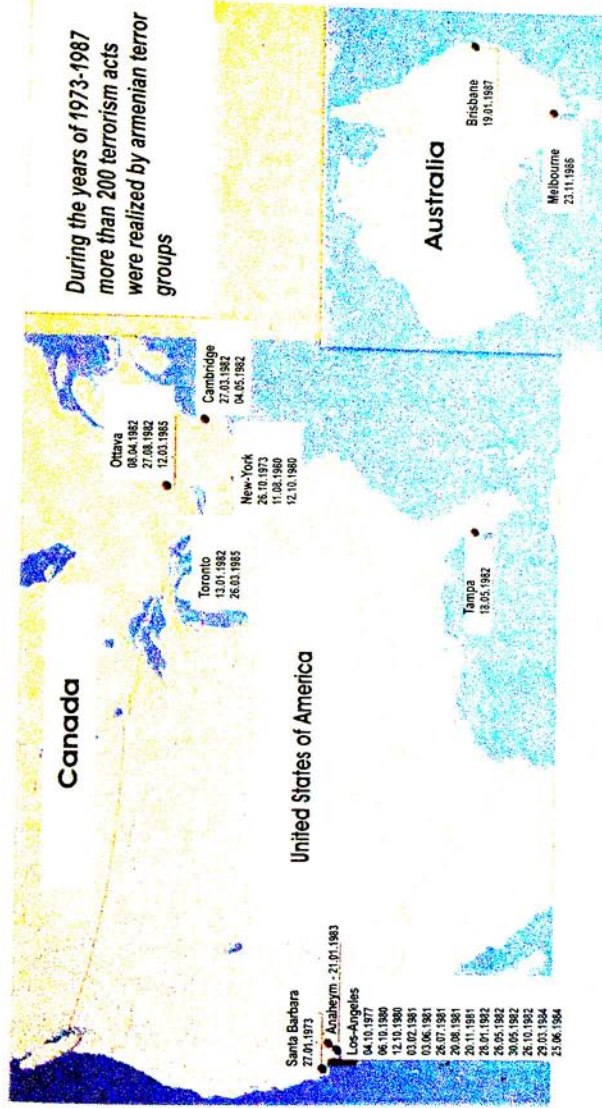 During the years of 1973-1987
more than 200 terrorism acts
were realized by armenian terror
groups
Canada
Ottava
08.04.1982
27.08.1982
12.03.1985
Cambridge
27.03.1982
04.05.1982
Toronto
13.01.1982
26.03.1985
New-York
26.10.1973
11.08.1980
12.10.1980
United States of America
Santa Barbara
27.01.1973
Anaheym - 21.01.1983
Los-Angeles
04.10.1977
06.10.1980
12.10.1980
03.02.1981
03.06.1981
26.07.1981
20.08.1981
20.11.1981
28.01.1982
26.05.1982
30.05.1982
26.10.1982
29.03.1984
25.06.1984
Tampa
18.05.1982
Australia
Brisbane
19.01.1987
Melbourne
23.11.1986